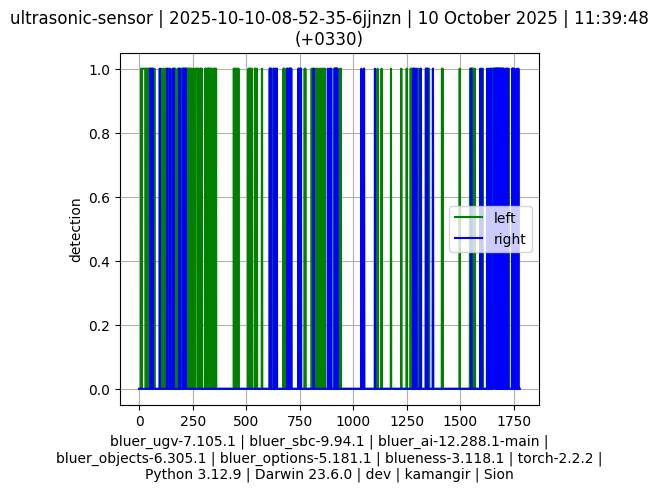 ultrasonic-sensor | 2025-10-10-08-52-35-6jjnzn | 10 October 2025 | 11:39:48
(+0330)
1.0
0.8
0.6
0.4
0.2
0.0
detection
left
right
0
250
500
750
1000
1250
1500
1750
bluer_ugv-7.105.1 | bluer_sbc-9.94.1 | bluer_ai-12.288.1-main |
bluer_objects-6.305.1 | bluer_options-5.181.1 | blueness-3.118.1 | torch-2.2.2 |
Python 3.12.9 | Darwin 23.6.0 | dev | kamangir | Sion